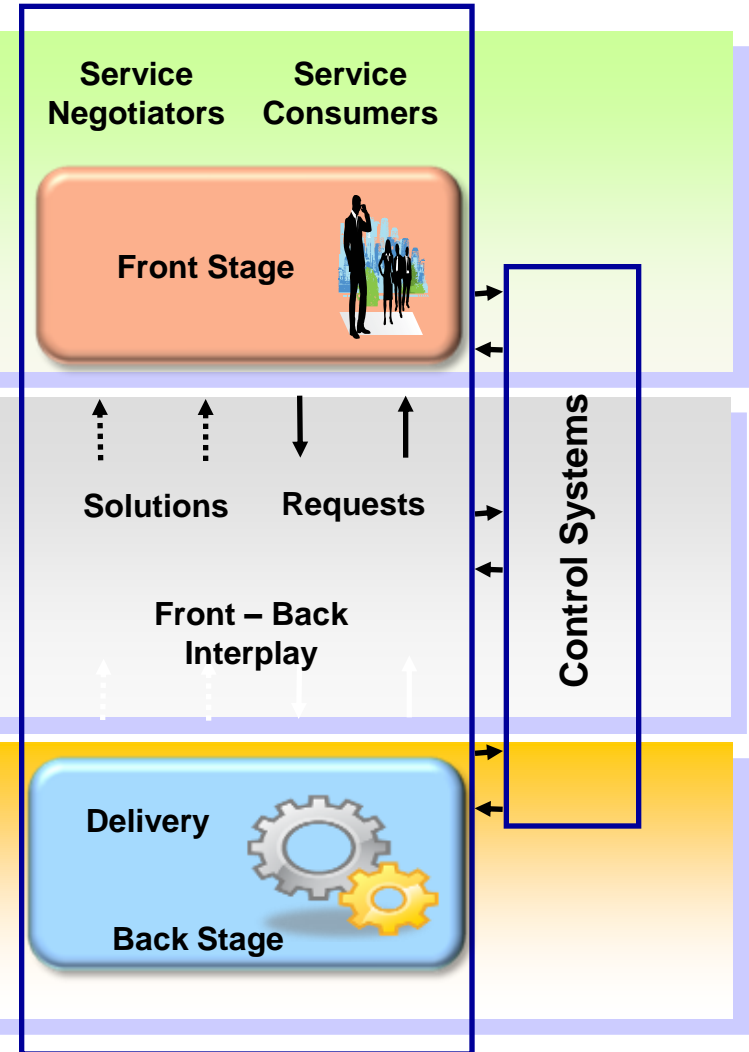 Service
Negotiators
Service
Consumers
Front Stage
Solutions
Requests
Front – Back
Interplay
Control Systems
Delivery
Back Stage